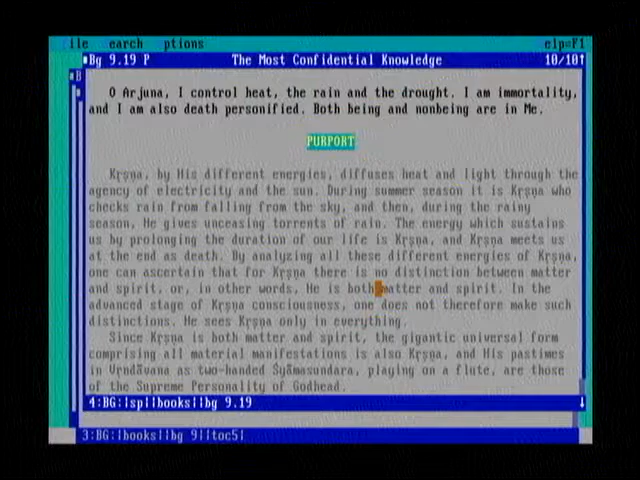 ile earch ptions elp=F1
Bg 9.19 P The Most Confidential Knowledge 10/10↑
B
O Arjuna, I control heat, the rain and the drought. I am immortality,
and I am also death personified. Both being and nonbeing are in Me.
PURPORT
Kṛṣṇa, by His different energies, diffuses heat and light through the
agency of electricity and the sun. During summer season it is Kṛṣṇa who
checks rain from falling from the sky, and then, during the rainy
season, He gives unceasing torrents of rain. The energy which sustains
us by prolonging the duration of our life is Kṛṣṇa, and Kṛṣṇa meets us
at the end as death. By analyzing all these different energies of Kṛṣṇa,
one can ascertain that for Kṛṣṇa there is no distinction between matter
and spirit, or, in other words, He is both matter and spirit. In the
advanced stage of Kṛṣṇa consciousness, one does not therefore make such
distinctions. He sees Kṛṣṇa only in everything.
Since Kṛṣṇa is both matter and spirit, the gigantic universal form
comprising all material manifestations is also Kṛṣṇa, and His pastimes
in Vṛndāvana as two-handed Śyāmasundara, playing on a flute, are those
of the Supreme Personality of Godhead.
4:BG:|sp||books||bg 9.19 ↓
3:BG:|books||bg 9||toc5|